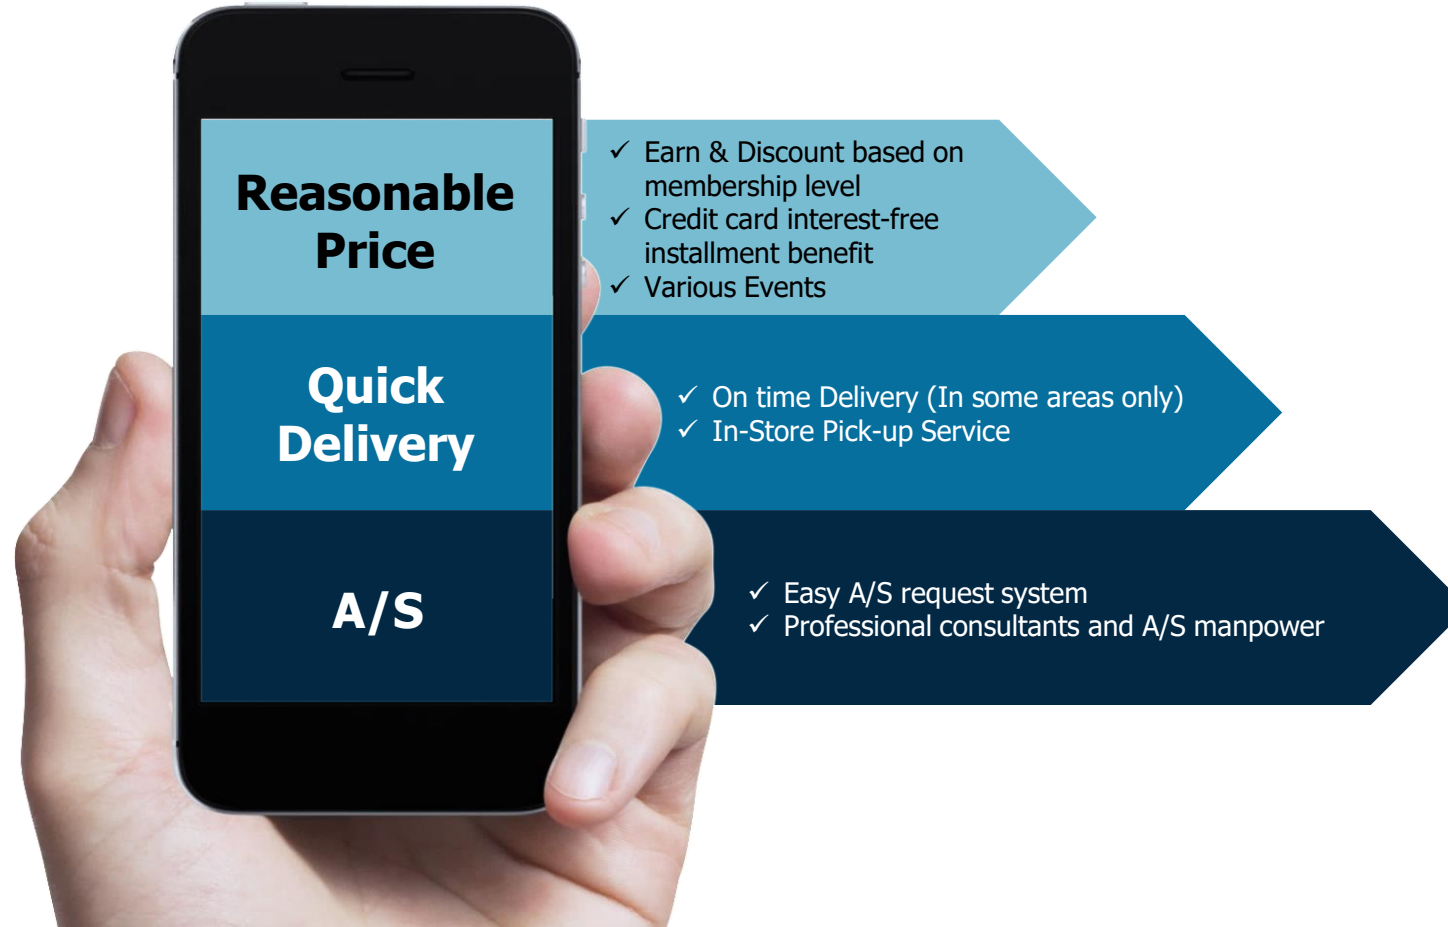 Reasonable
Price
✓ Earn & Discount based on
membership level
✓ Credit card interest-free
installment benefit
✓ Various Events
Quick
Delivery
✓ On time Delivery (In some areas only)
✓ In-Store Pick-up Service
A/S
✓ Easy A/S request system
✓ Professional consultants and A/S manpower